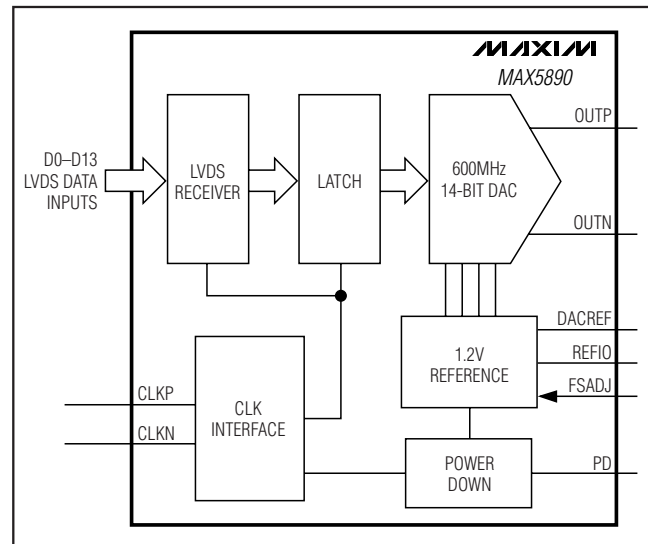 MAXIM
MAX5890
D0–D13
LVDS DATA
INPUTS
LVDS
RECEIVER
LATCH
600MHz
14-BIT DAC
OUTP
OUTN
1.2V
REFERENCE
DACREF
REFIO
FSADJ
CLKP
CLKN
CLK
INTERFACE
POWER
DOWN
PD